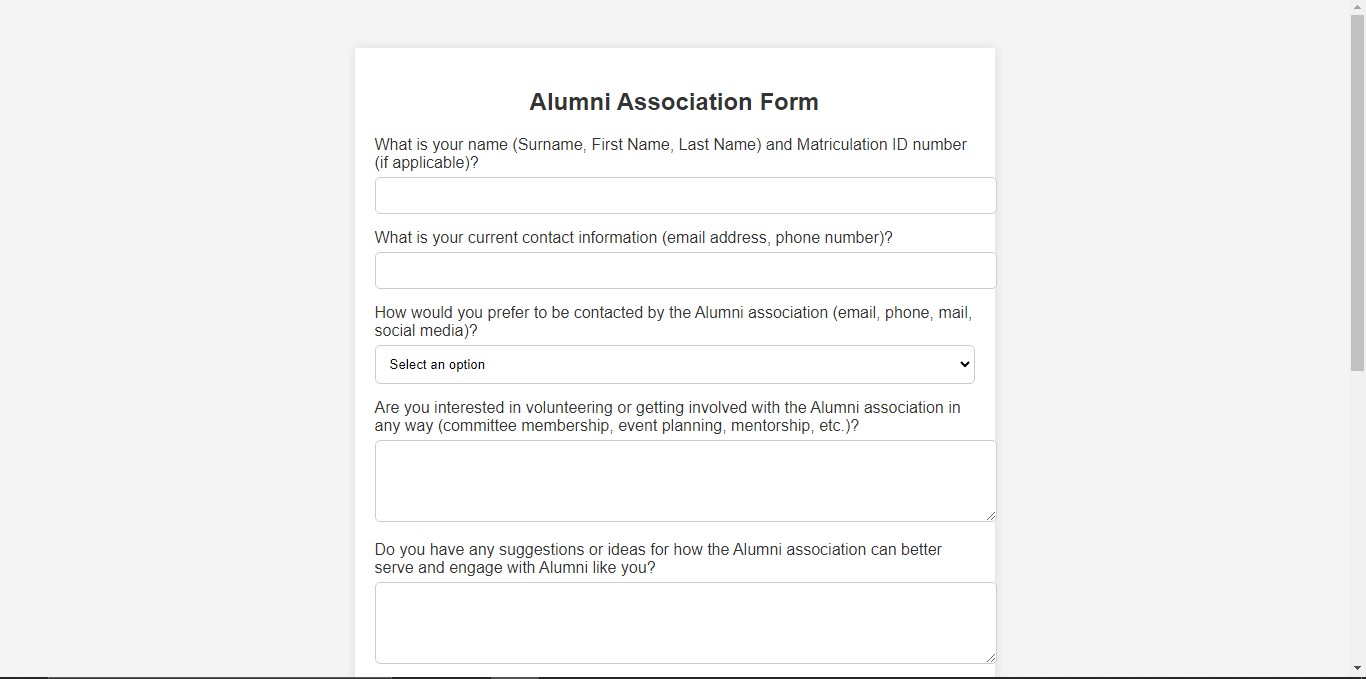 Alumni Association Form
What is your name (Surname, First Name, Last Name) and Matriculation ID number
(if applicable)?
What is your current contact information (email address, phone number)?
How would you prefer to be contacted by the Alumni association (email, phone, mail,
social media)?
Select an option
Are you interested in volunteering or getting involved with the Alumni association in
any way (committee membership, event planning, mentorship, etc.)?
Do you have any suggestions or ideas for how the Alumni association can better
serve and engage with Alumni like you?